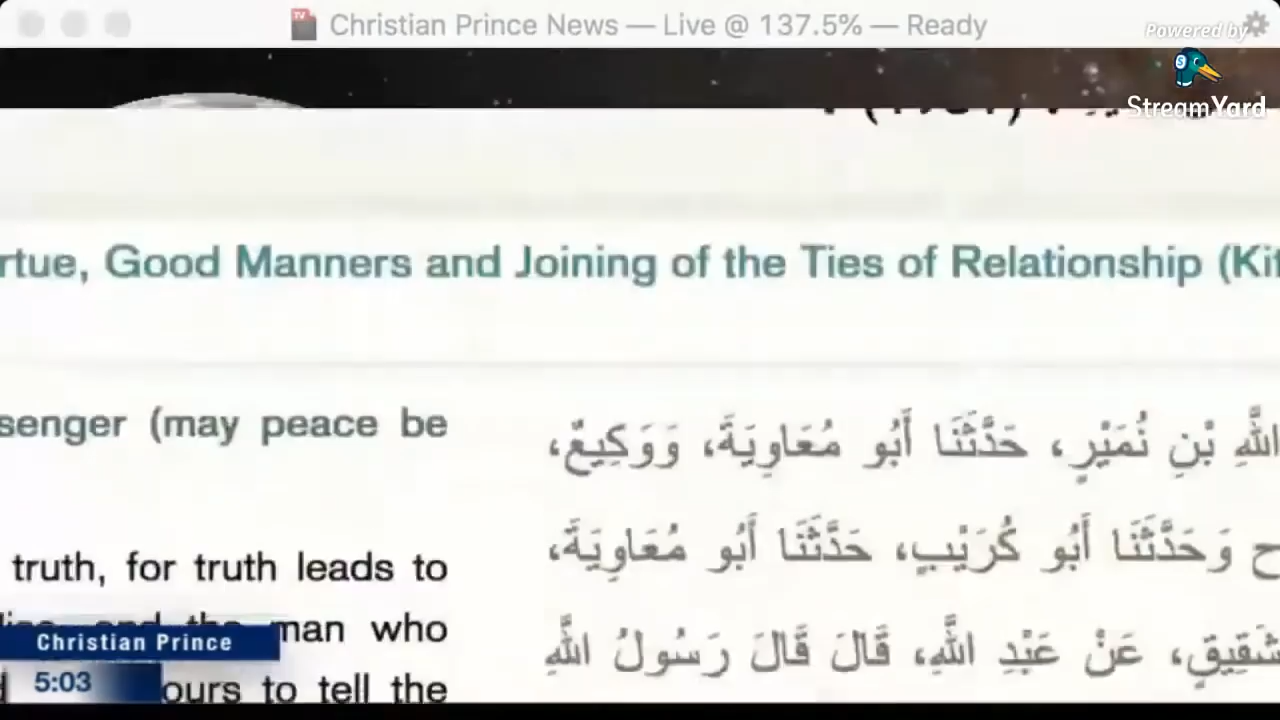 Christian Prince News — Live @ 137.5% — Ready
Powered by
StreamYard
rtue, Good Manners and Joining of the Ties of Relationship (Kit
senger (may peace be
truth, for truth leads to
and the man who
ours to tell the
اللَّهِ بْنِ نُمَيْرٍ، حَدَّثَنَا أَبُو مُعَاوِيَةَ، وَوَكِيعٌ،
ح وَحَدَّثَنَا أَبُو كُرَيْبٍ، حَدَّثَنَا أَبُو مُعَاوِيَةَ،
شَقِيقٍ، عَنْ عَبْدِ اللَّهِ، قَالَ قَالَ رَسُولُ اللَّهِ
Christian Prince
5:03